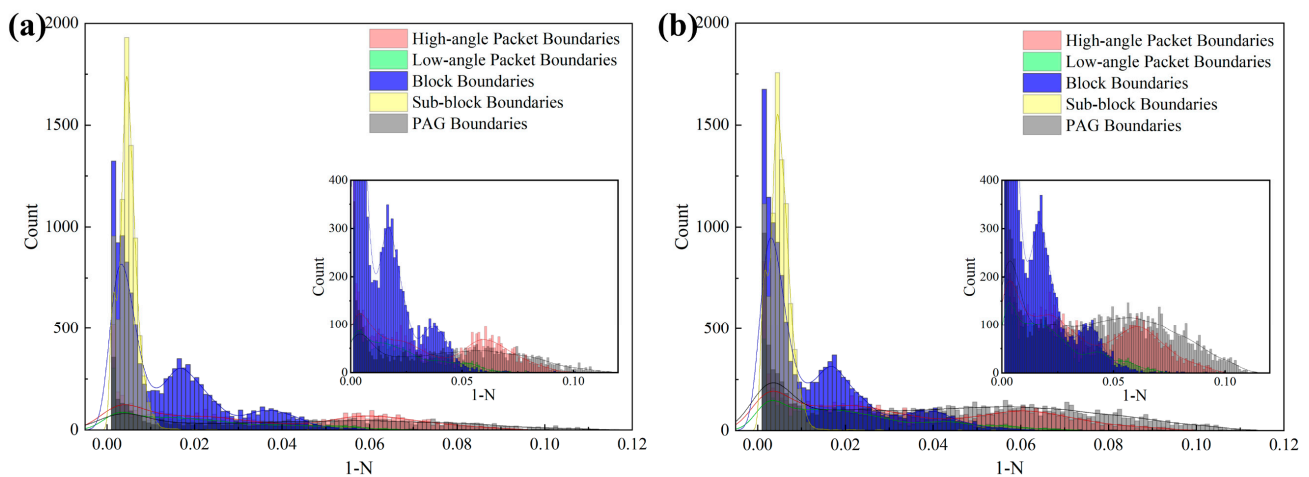 (a)
2000
1500
1000
500
0
Count
High-angle Packet Boundaries
Low-angle Packet Boundaries
Block Boundaries
Sub-block Boundaries
PAG Boundaries
400
300
200
100
0
Count
0.00 0.05 0.10
1-N
0.00 0.02 0.04 0.06 0.08 0.10 0.12
1-N
(b)
2000
1500
1000
500
0
Count
High-angle Packet Boundaries
Low-angle Packet Boundaries
Block Boundaries
Sub-block Boundaries
PAG Boundaries
400
300
200
100
0
Count
0.00 0.05 0.10
1-N
0.00 0.02 0.04 0.06 0.08 0.10 0.12
1-N